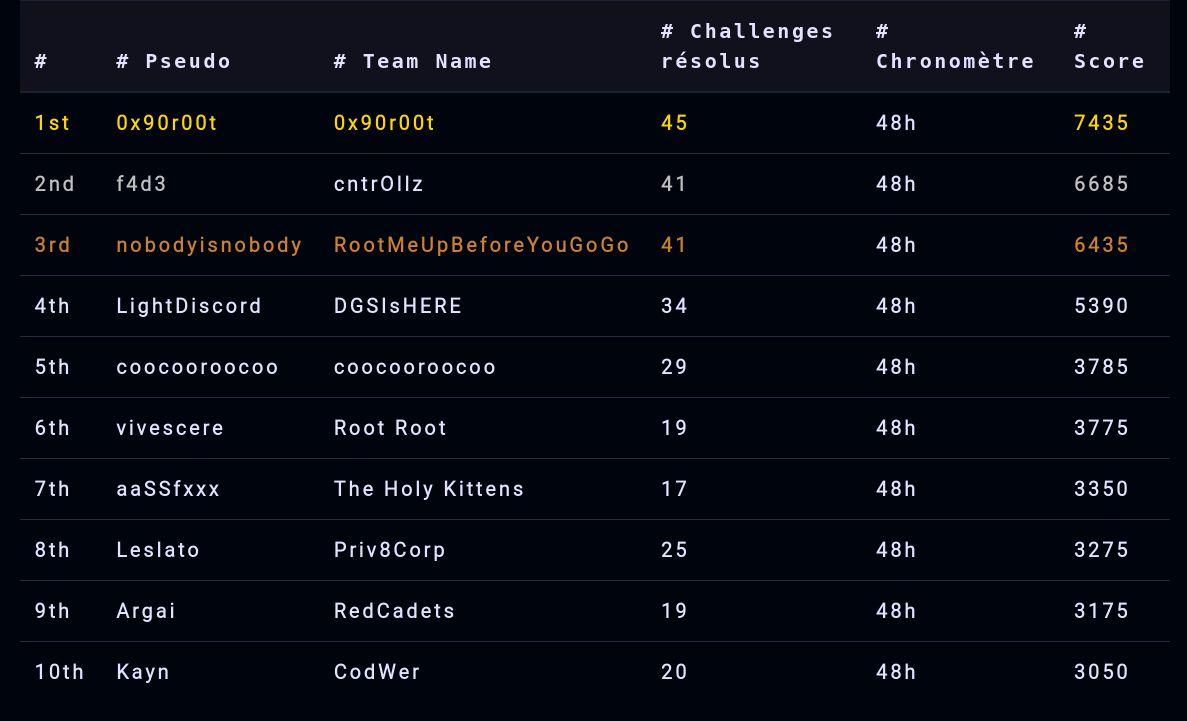 # # Pseudo # Team Name # Challenges résolus # Chronomètre # Score
1st 0x90r00t 0x90r00t 45 48h 7435
2nd f4d3 cntrOllz 41 48h 6685
3rd nobodyisnobody RootMeUpBeforeYouGoGo 41 48h 6435
4th LightDiscord DGSIsHERE 34 48h 5390
5th coocooroocoo coocooroocoo 29 48h 3785
6th vivescere Root Root 19 48h 3775
7th aaSSfxxx The Holy Kittens 17 48h 3350
8th Leslato Priv8Corp 25 48h 3275
9th Argai RedCadets 19 48h 3175
10th Kayn CodWer 20 48h 3050